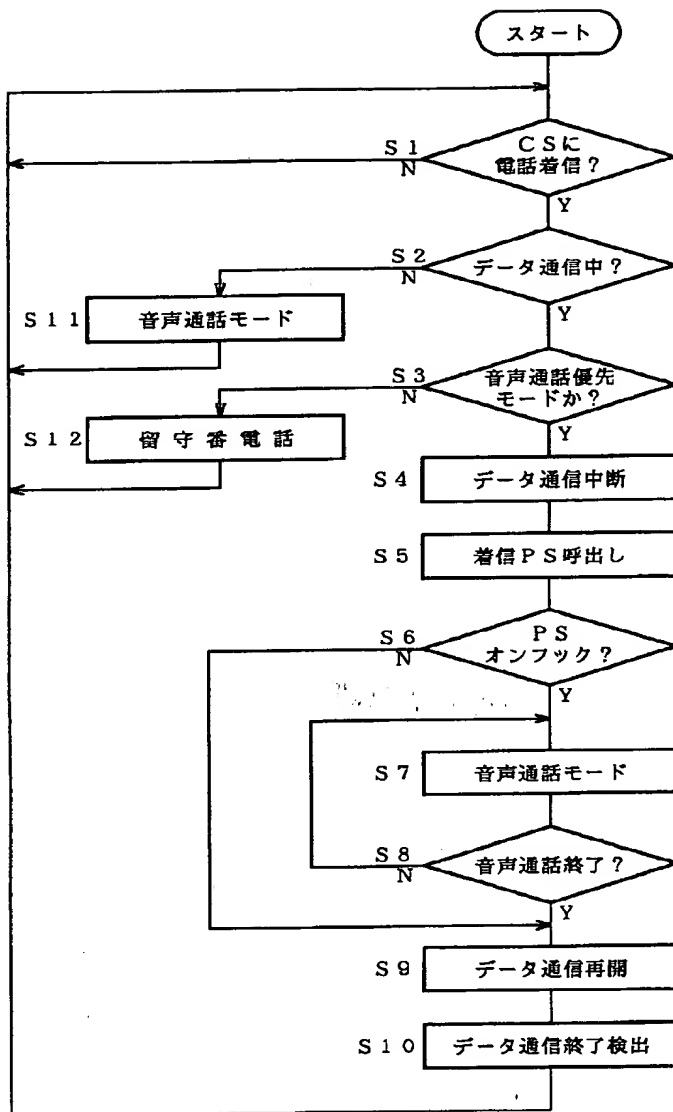 スタート
S1
CSに
電話着信?
N
Y
S2
データ通信中?
N
Y
S11
音声通話モード
S3
音声通話優先
モードか?
N
Y
S12
留守番電話
S4
データ通信中断
S5
着信PS呼出し
S6
PS
オンフック?
N
Y
S7
音声通話モード
S8
音声通話終了?
N
Y
S9
データ通信再開
S10
データ通信終了検出